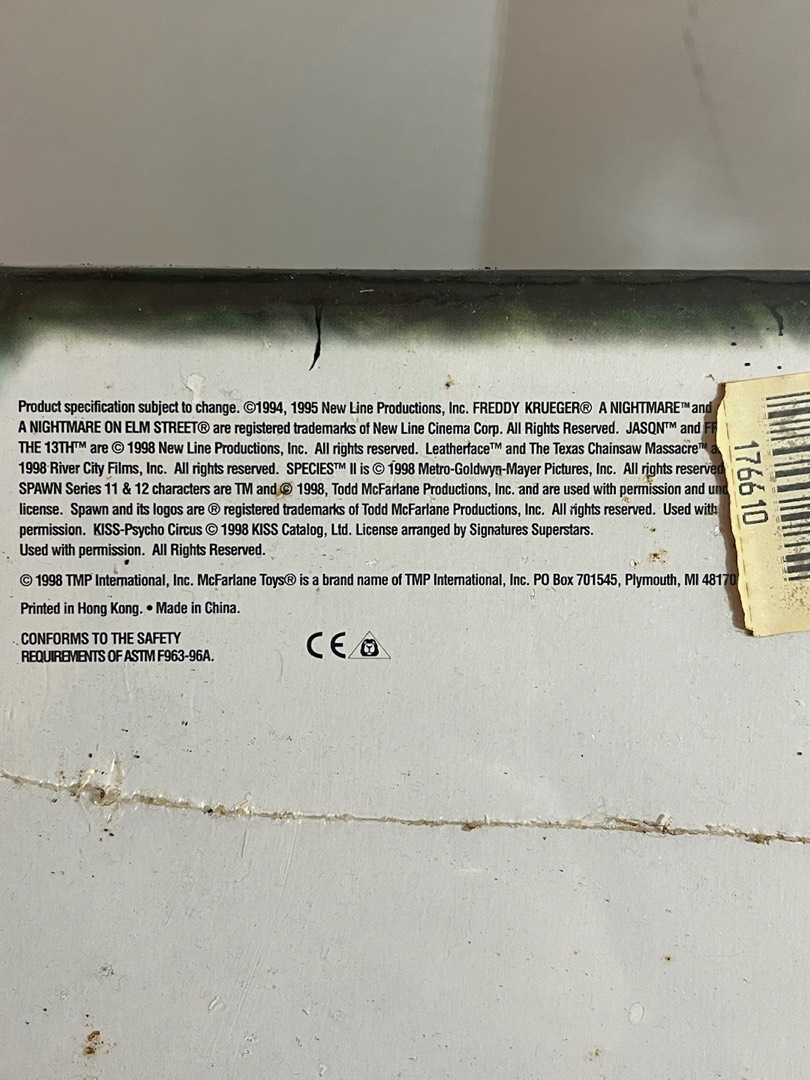 Product specification subject to change. ©1994, 1995 New Line Productions, Inc. FREDDY KRUEGER® A NIGHTMARE™ and
A NIGHTMARE ON ELM STREET® are registered trademarks of New Line Cinema Corp. All Rights Reserved. JASON™ and
THE 13TH™ are © 1998 New Line Productions, Inc. All rights reserved. Leatherface™ and The Texas Chainsaw Massacre™
1998 River City Films, Inc. All rights reserved. SPECIES™ II is © 1998 Metro-Goldwyn-Mayer Pictures, Inc. All rights reserved
SPAWN Series 11 & 12 characters are TM and © 1998, Todd McFarlane Productions, Inc. and are used with permission and
license. Spawn and its logos are ® registered trademarks of Todd McFarlane Productions, Inc. All rights reserved. Used with
permission. KISS-Psycho Circus © 1998 KISS Catalog, Ltd. License arranged by Signatures Superstars.
Used with permission. All Rights Reserved.
© 1998 TMP International, Inc. McFarlane Toys® is a brand name of TMP International, Inc. PO Box 701545, Plymouth, MI 48170
Printed in Hong Kong. • Made in China.
CONFORMS TO THE SAFETY
REQUIREMENTS OF ASTM F963-96A.
CE
1766 10